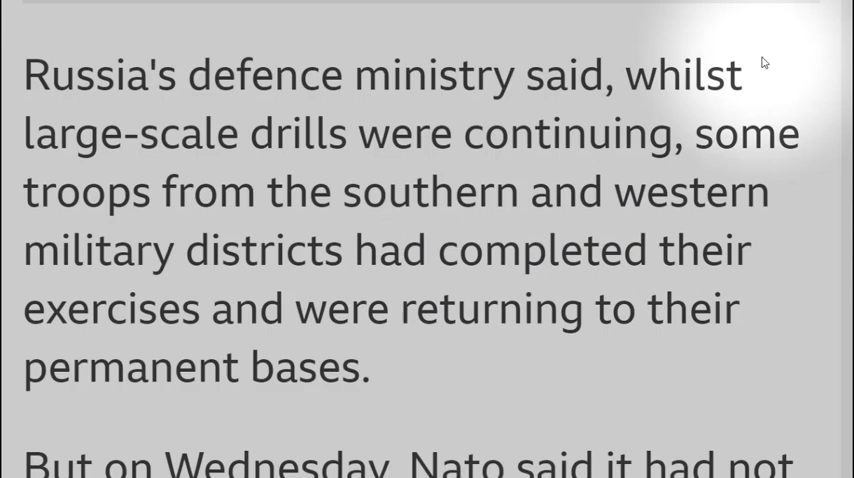 Russia's defence ministry said, whilst
large-scale drills were continuing, some
troops from the southern and western
military districts had completed their
exercises and were returning to their
permanent bases.
But on Wednesday, Nato said it had not